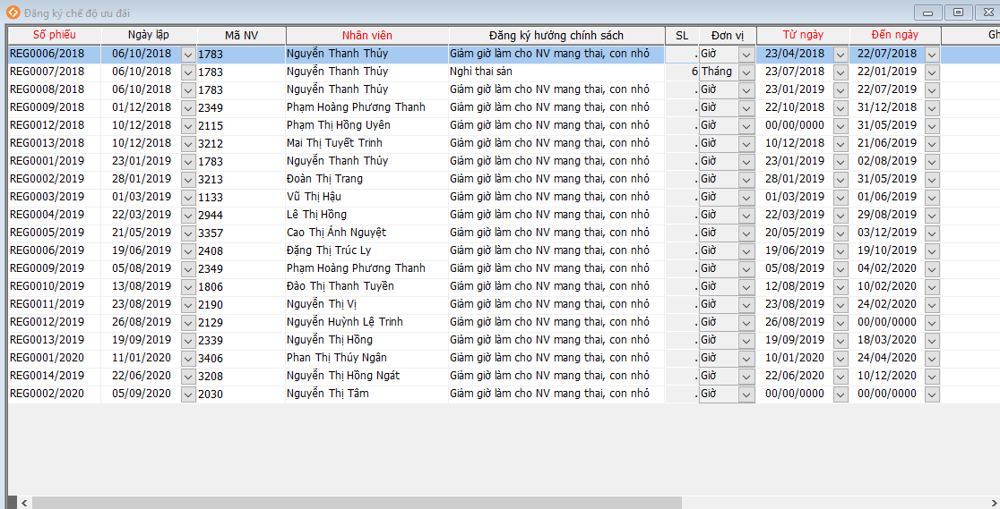 Đăng ký chế độ ưu đãi
Số phiếu Ngày lập Mã NV Nhân viên Đăng ký hưởng chính sách SL Đơn vị Từ ngày Đến ngày Gh
REG0006/2018 06/10/2018 1783 Nguyễn Thanh Thủy Giảm giờ làm cho NV mang thai, con nhỏ . Giờ 23/04/2018 22/07/2018
REG0007/2018 06/10/2018 1783 Nguyễn Thanh Thủy Nghỉ thai sản 6 Tháng 23/07/2018 22/01/2019
REG0008/2018 06/10/2018 1783 Nguyễn Thanh Thủy Giảm giờ làm cho NV mang thai, con nhỏ . Giờ 23/01/2019 22/07/2019
REG0009/2018 01/12/2018 2349 Phạm Hoàng Phương Thanh Giảm giờ làm cho NV mang thai, con nhỏ . Giờ 22/10/2018 31/12/2018
REG0012/2018 10/12/2018 2115 Phạm Thị Hồng Uyên Giảm giờ làm cho NV mang thai, con nhỏ . Giờ 00/00/0000 31/05/2019
REG0013/2018 10/12/2018 3212 Mai Thị Tuyết Trinh Giảm giờ làm cho NV mang thai, con nhỏ . Giờ 10/12/2018 21/06/2019
REG0001/2019 23/01/2019 1783 Nguyễn Thanh Thủy Giảm giờ làm cho NV mang thai, con nhỏ . Giờ 23/01/2019 02/08/2019
REG0002/2019 28/01/2019 3213 Đoàn Thị Trang Giảm giờ làm cho NV mang thai, con nhỏ . Giờ 28/01/2019 31/05/2019
REG0003/2019 01/03/2019 1133 Vũ Thị Hậu Giảm giờ làm cho NV mang thai, con nhỏ . Giờ 01/03/2019 01/06/2019
REG0004/2019 22/03/2019 2944 Lê Thị Hồng Giảm giờ làm cho NV mang thai, con nhỏ . Giờ 22/03/2019 29/08/2019
REG0005/2019 21/05/2019 3357 Cao Thị Ánh Nguyệt Giảm giờ làm cho NV mang thai, con nhỏ . Giờ 20/05/2019 03/12/2019
REG0006/2019 19/06/2019 2408 Đặng Thị Trúc Ly Giảm giờ làm cho NV mang thai, con nhỏ . Giờ 19/06/2019 19/10/2019
REG0009/2019 05/08/2019 2349 Phạm Hoàng Phương Thanh Giảm giờ làm cho NV mang thai, con nhỏ . Giờ 05/08/2019 04/02/2020
REG0010/2019 13/08/2019 1806 Đào Thị Thanh Tuyền Giảm giờ làm cho NV mang thai, con nhỏ . Giờ 12/08/2019 10/02/2020
REG0011/2019 23/08/2019 2190 Nguyễn Thị Vị Giảm giờ làm cho NV mang thai, con nhỏ . Giờ 23/08/2019 24/02/2020
REG0012/2019 26/08/2019 2129 Nguyễn Huỳnh Lệ Trinh Giảm giờ làm cho NV mang thai, con nhỏ . Giờ 26/08/2019 00/00/0000
REG0013/2019 19/09/2019 2339 Nguyễn Thị Hồng Giảm giờ làm cho NV mang thai, con nhỏ . Giờ 19/09/2019 18/03/2020
REG0001/2020 11/01/2020 3406 Phan Thị Thúy Ngân Giảm giờ làm cho NV mang thai, con nhỏ . Giờ 10/01/2020 24/04/2020
REG0014/2019 22/06/2020 3208 Nguyễn Thị Hồng Ngát Giảm giờ làm cho NV mang thai, con nhỏ . Giờ 22/06/2020 10/12/2020
REG0002/2020 05/09/2020 2030 Nguyễn Thị Tâm Giảm giờ làm cho NV mang thai, con nhỏ . Giờ 00/00/0000 00/00/0000